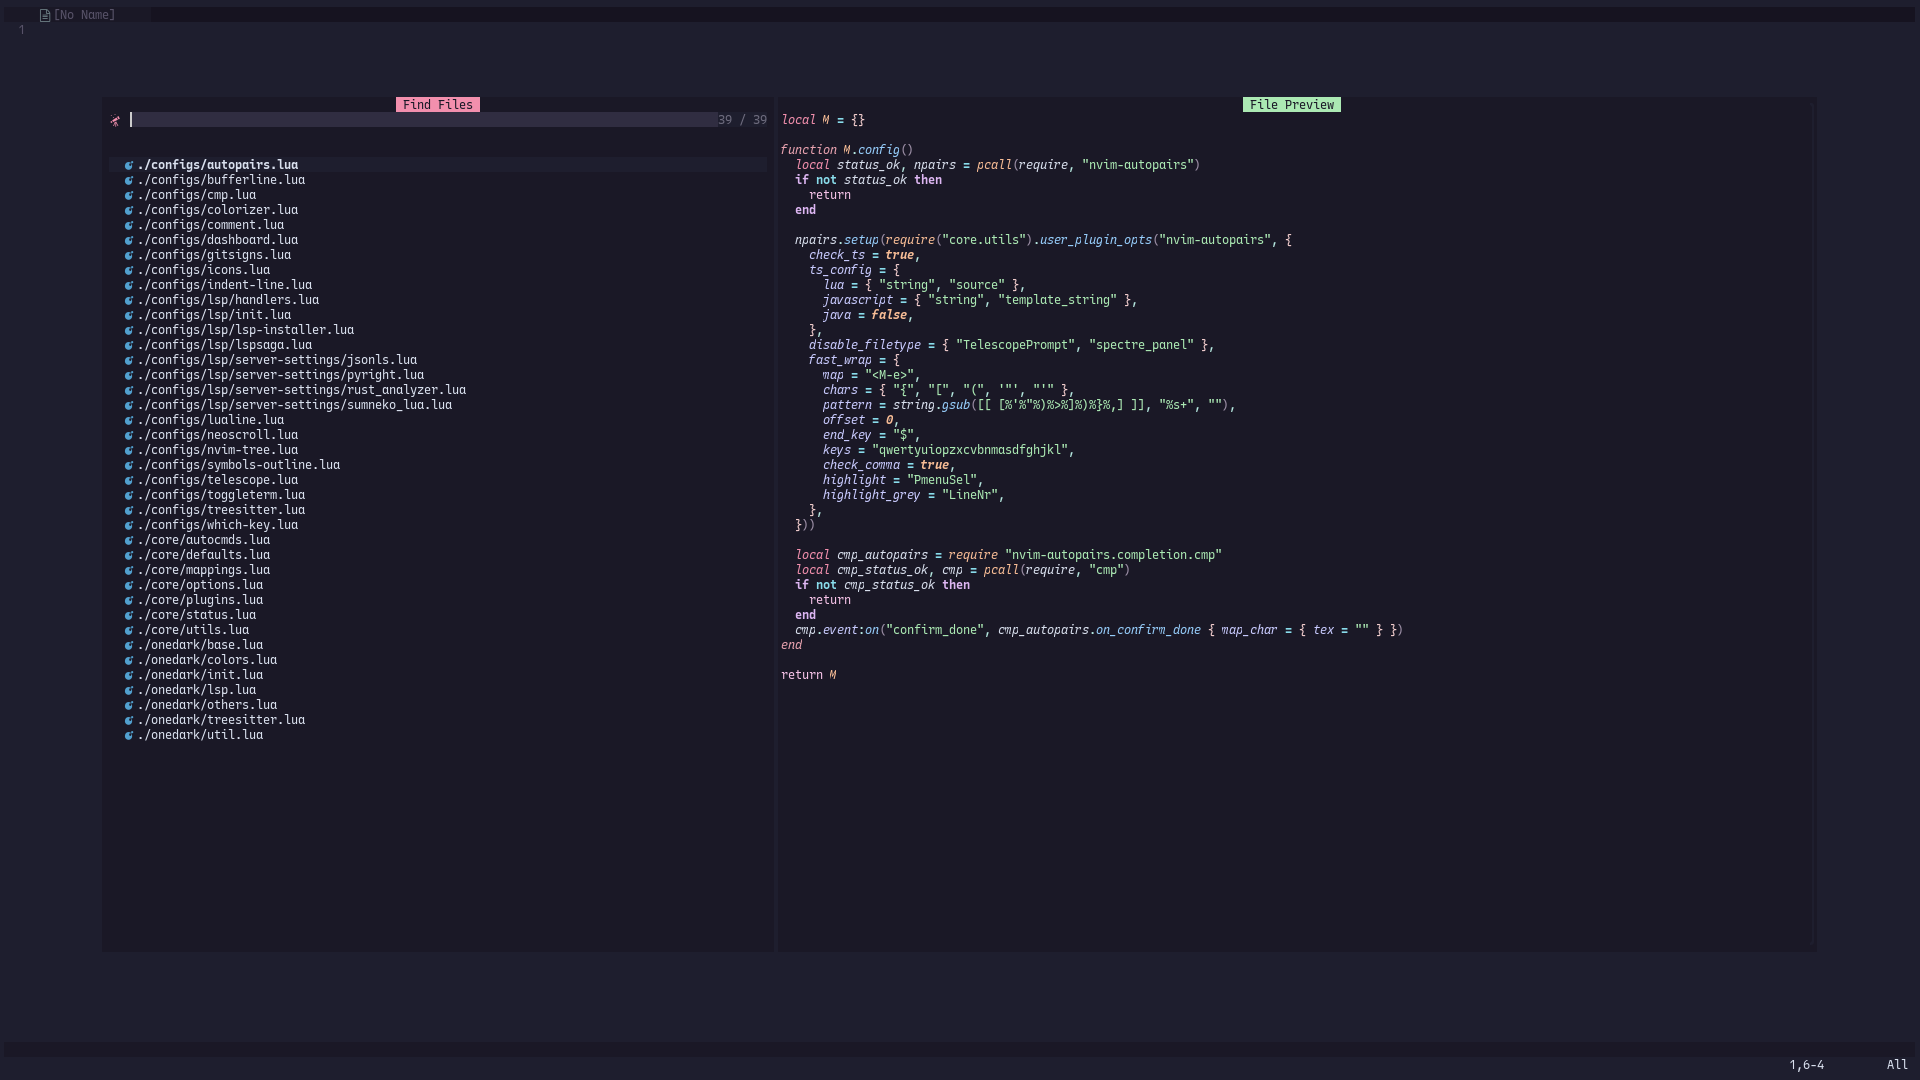 [No Name]
1
Find Files
39 / 39
./configs/autopairs.lua
./configs/bufferline.lua
./configs/cmp.lua
./configs/colorizer.lua
./configs/comment.lua
./configs/dashboard.lua
./configs/gitsigns.lua
./configs/icons.lua
./configs/indent-line.lua
./configs/lsp/handlers.lua
./configs/lsp/init.lua
./configs/lsp/lsp-installer.lua
./configs/lsp/lspsaga.lua
./configs/lsp/server-settings/jsonls.lua
./configs/lsp/server-settings/pyright.lua
./configs/lsp/server-settings/rust_analyzer.lua
./configs/lsp/server-settings/sumneko_lua.lua
./configs/lualine.lua
./configs/neoscroll.lua
./configs/nvim-tree.lua
./configs/symbols-outline.lua
./configs/telescope.lua
./configs/toggleterm.lua
./configs/treesitter.lua
./configs/which-key.lua
./core/autocmds.lua
./core/defaults.lua
./core/mappings.lua
./core/options.lua
./core/plugins.lua
./core/status.lua
./core/utils.lua
./onedark/base.lua
./onedark/colors.lua
./onedark/init.lua
./onedark/lsp.lua
./onedark/others.lua
./onedark/treesitter.lua
./onedark/util.lua
File Preview
local M = {}

function M.config()
  local status_ok, npairs = pcall(require, "nvim-autopairs")
  if not status_ok then
    return
  end

  npairs.setup(require("core.utils").user_plugin_opts("nvim-autopairs", {
    check_ts = true,
    ts_config = {
      lua = { "string", "source" },
      javascript = { "string", "template_string" },
      java = false,
    },
    disable_filetype = { "TelescopePrompt", "spectre_panel" },
    fast_wrap = {
      map = "<M-e>",
      chars = { "{", "[", "(", '"', "'" },
      pattern = string.gsub([[ [%'%"%)%>%]%)%}%,] ]], "%s+", ""),
      offset = 0,
      end_key = "$",
      keys = "qwertyuiopzxcvbnmasdfghjkl",
      check_comma = true,
      highlight = "PmenuSel",
      highlight_grey = "LineNr",
    },
  }))

  local cmp_autopairs = require "nvim-autopairs.completion.cmp"
  local cmp_status_ok, cmp = pcall(require, "cmp")
  if not cmp_status_ok then
    return
  end
  cmp.event:on("confirm_done", cmp_autopairs.on_confirm_done { map_char = { tex = "" } })
end

return M
1,6-4
All